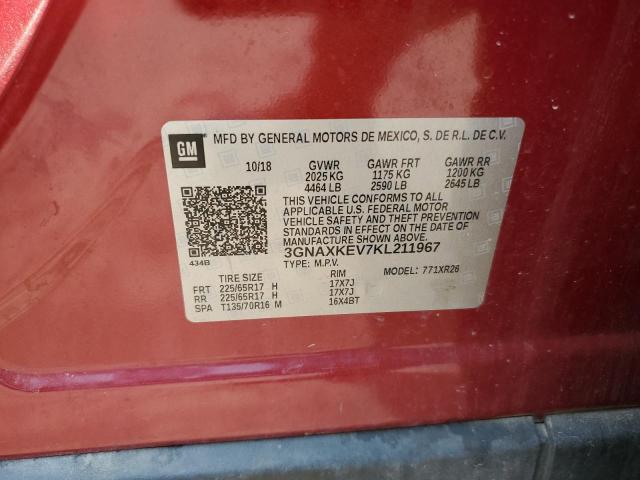 GM
MFD BY GENERAL MOTORS DE MEXICO, S. DE R.L. DE C.V.
10/18 GVWR GAWR FRT GAWR RR
2025 KG 1175 KG 1200 KG
4464 LB 2590 LB 2645 LB
THIS VEHICLE CONFORMS TO ALL
APPLICABLE U.S. FEDERAL MOTOR
VEHICLE SAFETY AND THEFT PREVENTION
STANDARDS IN EFFECT ON THE DATE OF
MANUFACTURE SHOWN ABOVE.
3GNAXKEV7KL211967
434B
TYPE: M.P.V. MODEL: 771XR26
TIRE SIZE RIM
FRT 225/65R17 H 17X7J
RR 225/65R17 H 17X7J
SPA T135/70R16 M 16X4BT